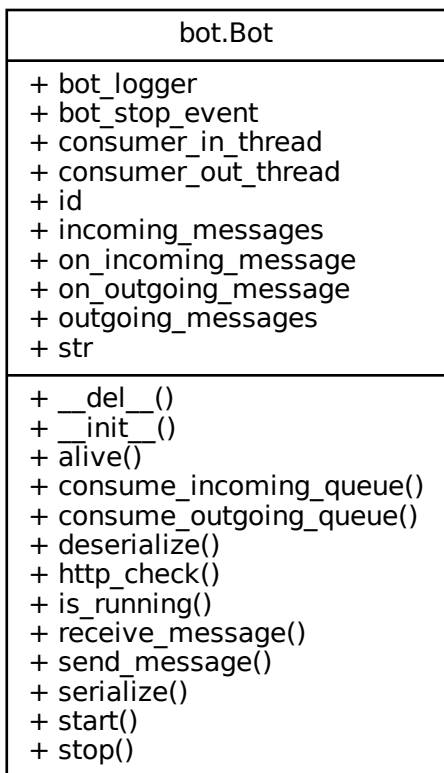 bot.Bot
+ bot_logger
+ bot_stop_event
+ consumer_in_thread
+ consumer_out_thread
+ id
+ incoming_messages
+ on_incoming_message
+ on_outgoing_message
+ outgoing_messages
+ str
+ __del__()
+ __init__()
+ alive()
+ consume_incoming_queue()
+ consume_outgoing_queue()
+ deserialize()
+ http_check()
+ is_running()
+ receive_message()
+ send_message()
+ serialize()
+ start()
+ stop()